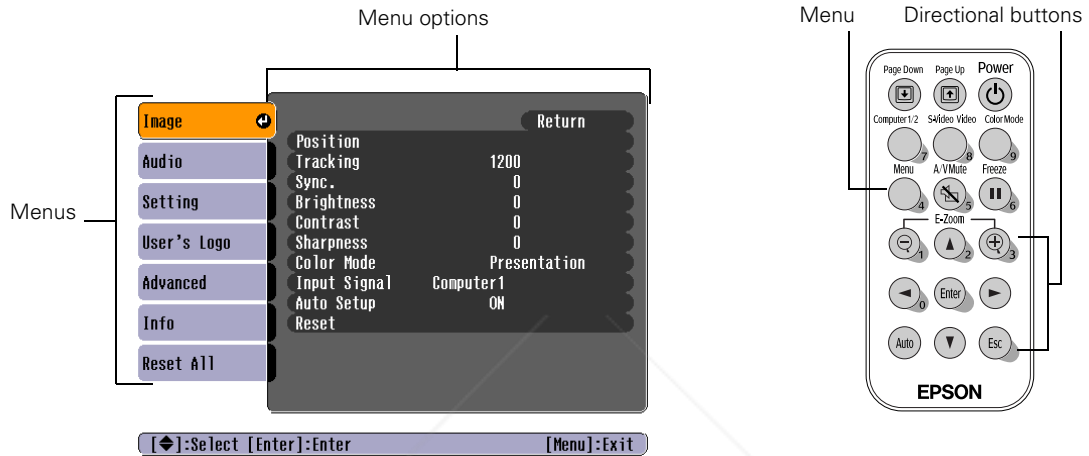 Menu options
Menus
Image
Audio
Setting
User's Logo
Advanced
Info
Reset All
Return
Position
Tracking 1200
Sync. 0
Brightness 0
Contrast 0
Sharpness 0
Color Mode Presentation
Input Signal Computer1
Auto Setup ON
Reset
[ ]:Select [Enter]:Enter [Menu]:Exit
Menu Directional buttons
Page Down Page Up Power
Computer1/2 S-Video Video Color Mode
7 8 9
Menu A/V Mute Freeze
4 5 6
E-Zoom
1 2 3
0 Enter
Auto Esc
EPSON